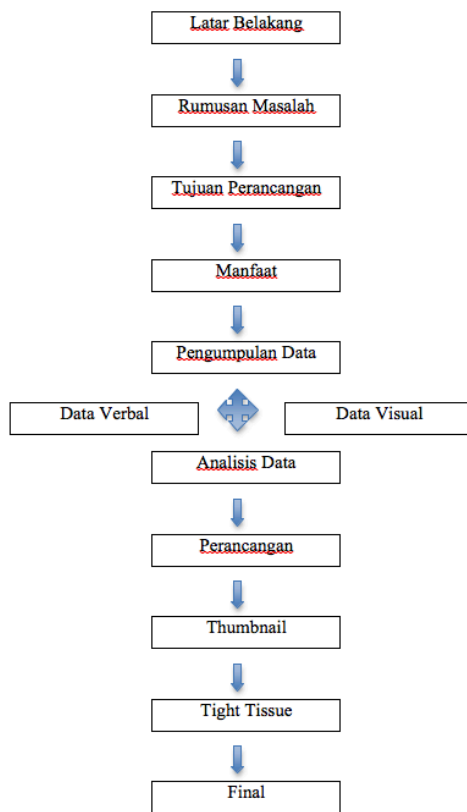 Latar Belakang
Rumusan Masalah
Tujuan Perancangan
Manfaat
Pengumpulan Data
Data Verbal
Data Visual
Analisis Data
Perancangan
Thumbnail
Tight Tissue
Final